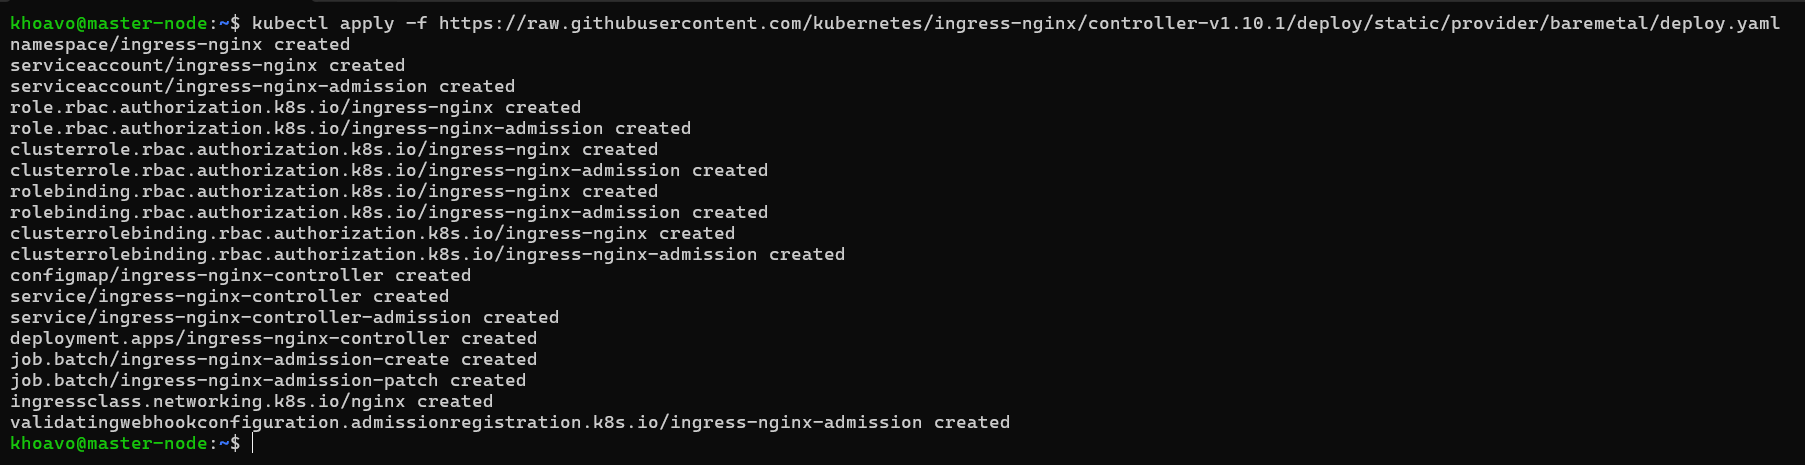 khoavo@master-node:~$ kubectl apply -f https://raw.githubusercontent.com/kubernetes/ingress-nginx/controller-v1.10.1/deploy/static/provider/baremetal/deploy.yaml
namespace/ingress-nginx created
serviceaccount/ingress-nginx created
serviceaccount/ingress-nginx-admission created
role.rbac.authorization.k8s.io/ingress-nginx created
role.rbac.authorization.k8s.io/ingress-nginx-admission created
clusterrole.rbac.authorization.k8s.io/ingress-nginx created
clusterrole.rbac.authorization.k8s.io/ingress-nginx-admission created
rolebinding.rbac.authorization.k8s.io/ingress-nginx created
rolebinding.rbac.authorization.k8s.io/ingress-nginx-admission created
clusterrolebinding.rbac.authorization.k8s.io/ingress-nginx created
clusterrolebinding.rbac.authorization.k8s.io/ingress-nginx-admission created
configmap/ingress-nginx-controller created
service/ingress-nginx-controller created
service/ingress-nginx-controller-admission created
deployment.apps/ingress-nginx-controller created
job.batch/ingress-nginx-admission-create created
job.batch/ingress-nginx-admission-patch created
ingressclass.networking.k8s.io/nginx created
validatingwebhookconfiguration.admissionregistration.k8s.io/ingress-nginx-admission created
khoavo@master-node:~$